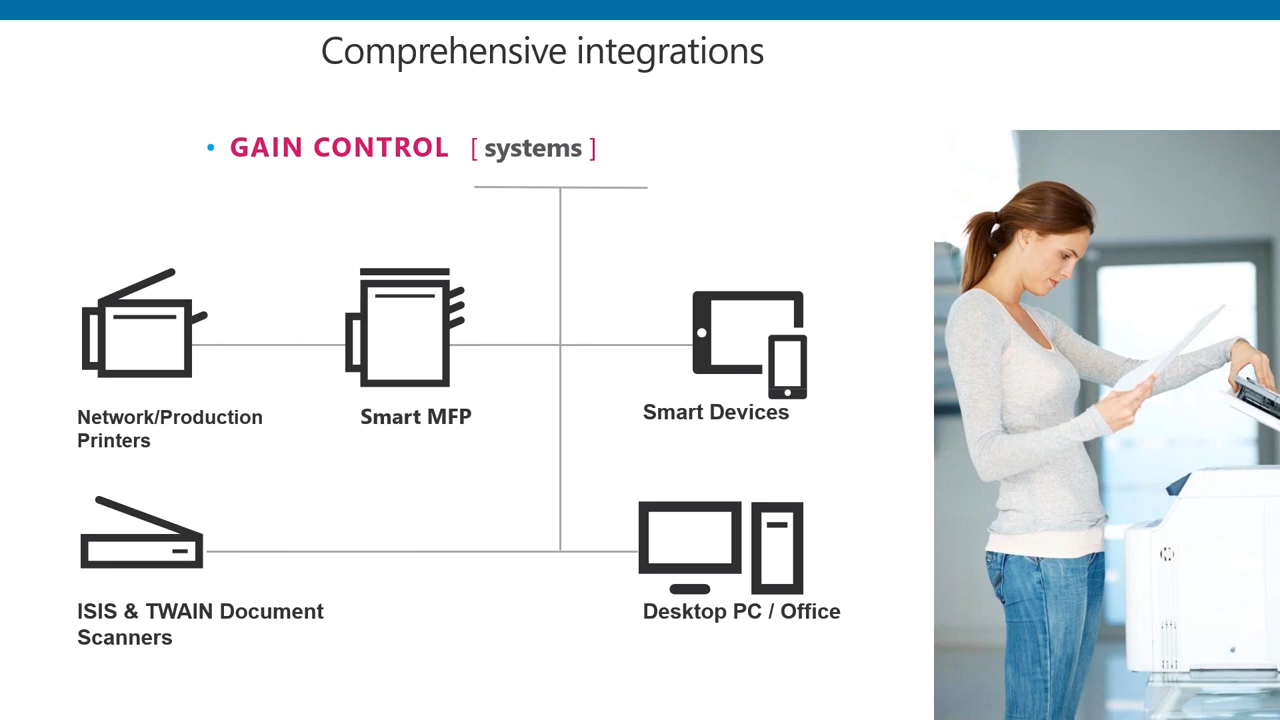 Comprehensive integrations
• GAIN CONTROL [ systems ]
Network/Production
Printers
Smart MFP
Smart Devices
ISIS & TWAIN Document
Scanners
Desktop PC / Office